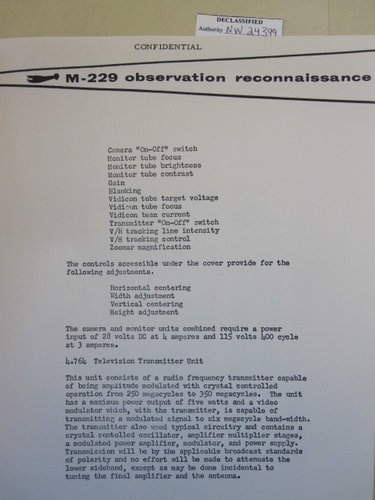 DECLASSIFIED
Authority NW 24399
CONFIDENTIAL
M-229 observation reconnaissance
Camera "On-Off" switch
Monitor tube focus
Monitor tube brightness
Monitor tube contrast
Gain
Blanking
Vidicon tube target voltage
Vidicon tube focus
Vidicon beam current
Transmitter "On-Off" switch
V/H tracking line intensity
V/H tracking control
Zoomar magnification
The controls accessible under the cover provide for the
following adjustments.
Horizontal centering
Width adjustment
Vertical centering
Height adjustment
The camera and monitor units combined require a power
input of 28 volts DC at 4 amperes and 115 volts 400 cycle
at 3 amperes.
4.764 Television Transmitter Unit
This unit consists of a radio frequency transmitter capable
of being amplitude modulated with crystal controlled
operation from 250 megacycles to 350 megacycles. The unit
has a maximum power output of five watts and a video
modulator which, with the transmitter, is capable of
transmitting a modulated signal to six megacycle band-width.
The transmitter also used typical circuitry and contains a
crystal controlled oscillator, amplifier multiplier stages,
a modulated power amplifier, modulator, and power supply.
Transmission will be by the applicable broadcast standards
of polarity and no effort will be made to attenuate the
lower sideband, except as may be done incidental to
tuning the final amplifier and the antenna.